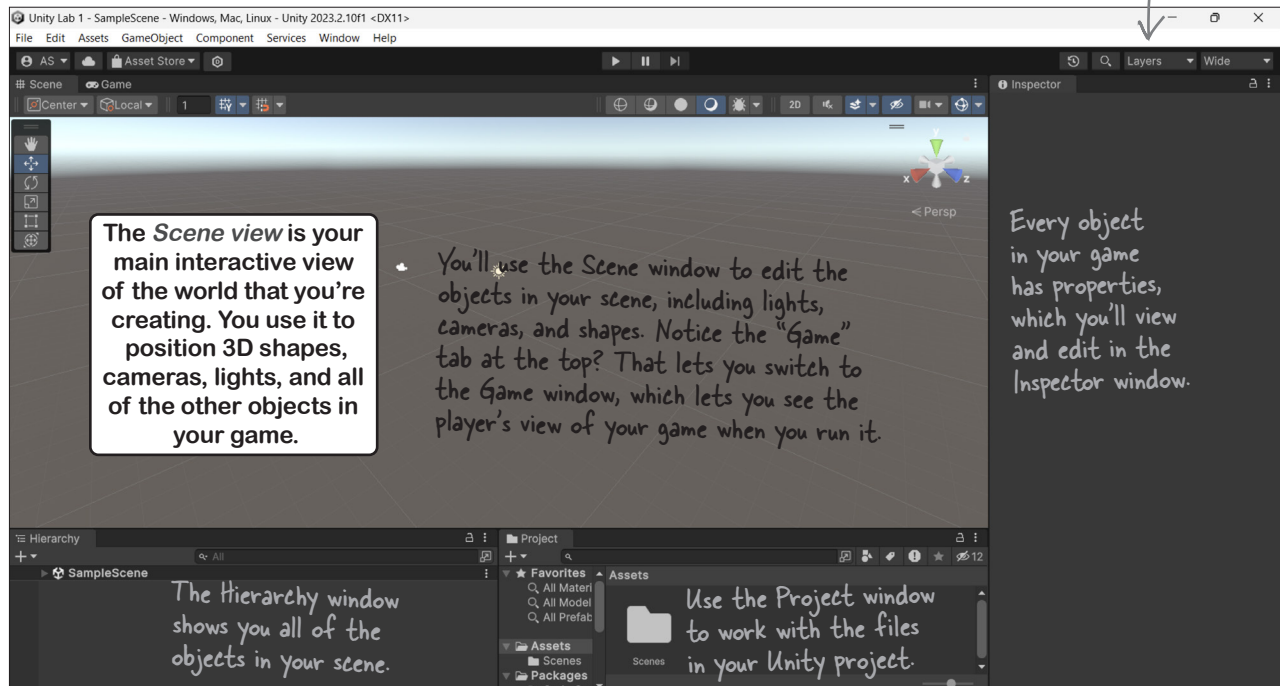 Unity Lab 1 - SampleScene - Windows, Mac, Linux - Unity 2023.2.10f1 <DX11>
File Edit Assets GameObject Component Services Window Help
AS Asset Store Layers Wide
Scene Game Inspector
Center Local 1 2D
y
x z
Persp
The Scene view is your
main interactive view
of the world that you're
creating. You use it to
position 3D shapes,
cameras, lights, and all
of the other objects in
your game.
You'll use the Scene window to edit the
objects in your scene, including lights,
cameras, and shapes. Notice the "Game"
tab at the top? That lets you switch to
the Game window, which lets you see the
player's view of your game when you run it.
Every object
in your game
has properties,
which you'll view
and edit in the
Inspector window.
Hierarchy
All
SampleScene
The Hierarchy window
shows you all of the
objects in your scene.
Project
12
Favorites
All Materi
All Model
All Prefab
Assets
Scenes
Packages
Assets
Scenes
Use the Project window
to work with the files
in your Unity project.